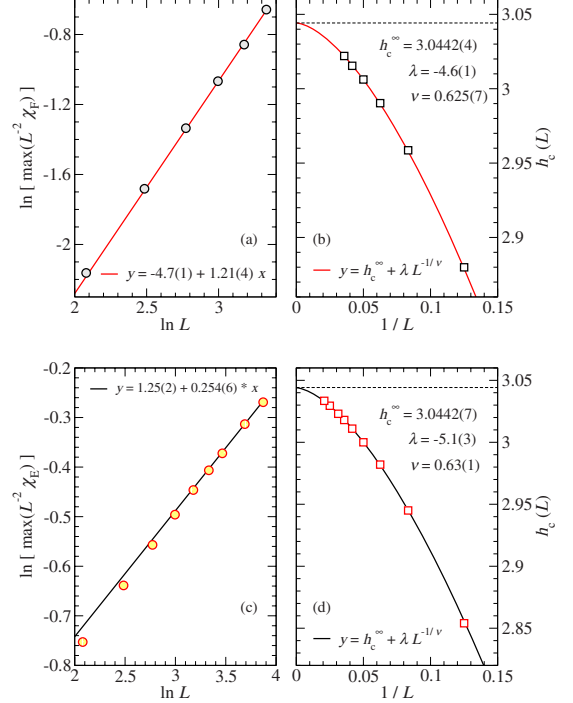 -0.8
-1.2
-1.6
-2
ln [ max(L⁻² χ_F) ]
(a)
y = -4.7(1) + 1.21(4) x
2 2.5 3
ln L
3.05
3
2.95
2.9
h_c(L)
h_c^∞ = 3.0442(4)
λ = -4.6(1)
ν = 0.625(7)
(b)
y = h_c^∞ + λ L^{-1/ν}
0 0.05 0.1 0.15
1 / L
-0.2
-0.3
-0.4
-0.5
-0.6
-0.7
-0.8
ln [ max(L⁻² χ_E) ]
y = 1.25(2) + 0.254(6) * x
(c)
2 2.5 3 3.5 4
ln L
3.05
3
2.95
2.9
2.85
h_c(L)
h_c^∞ = 3.0442(7)
λ = -5.1(3)
ν = 0.63(1)
(d)
y = h_c^∞ + λ L^{-1/ν}
0 0.05 0.1 0.15
1 / L